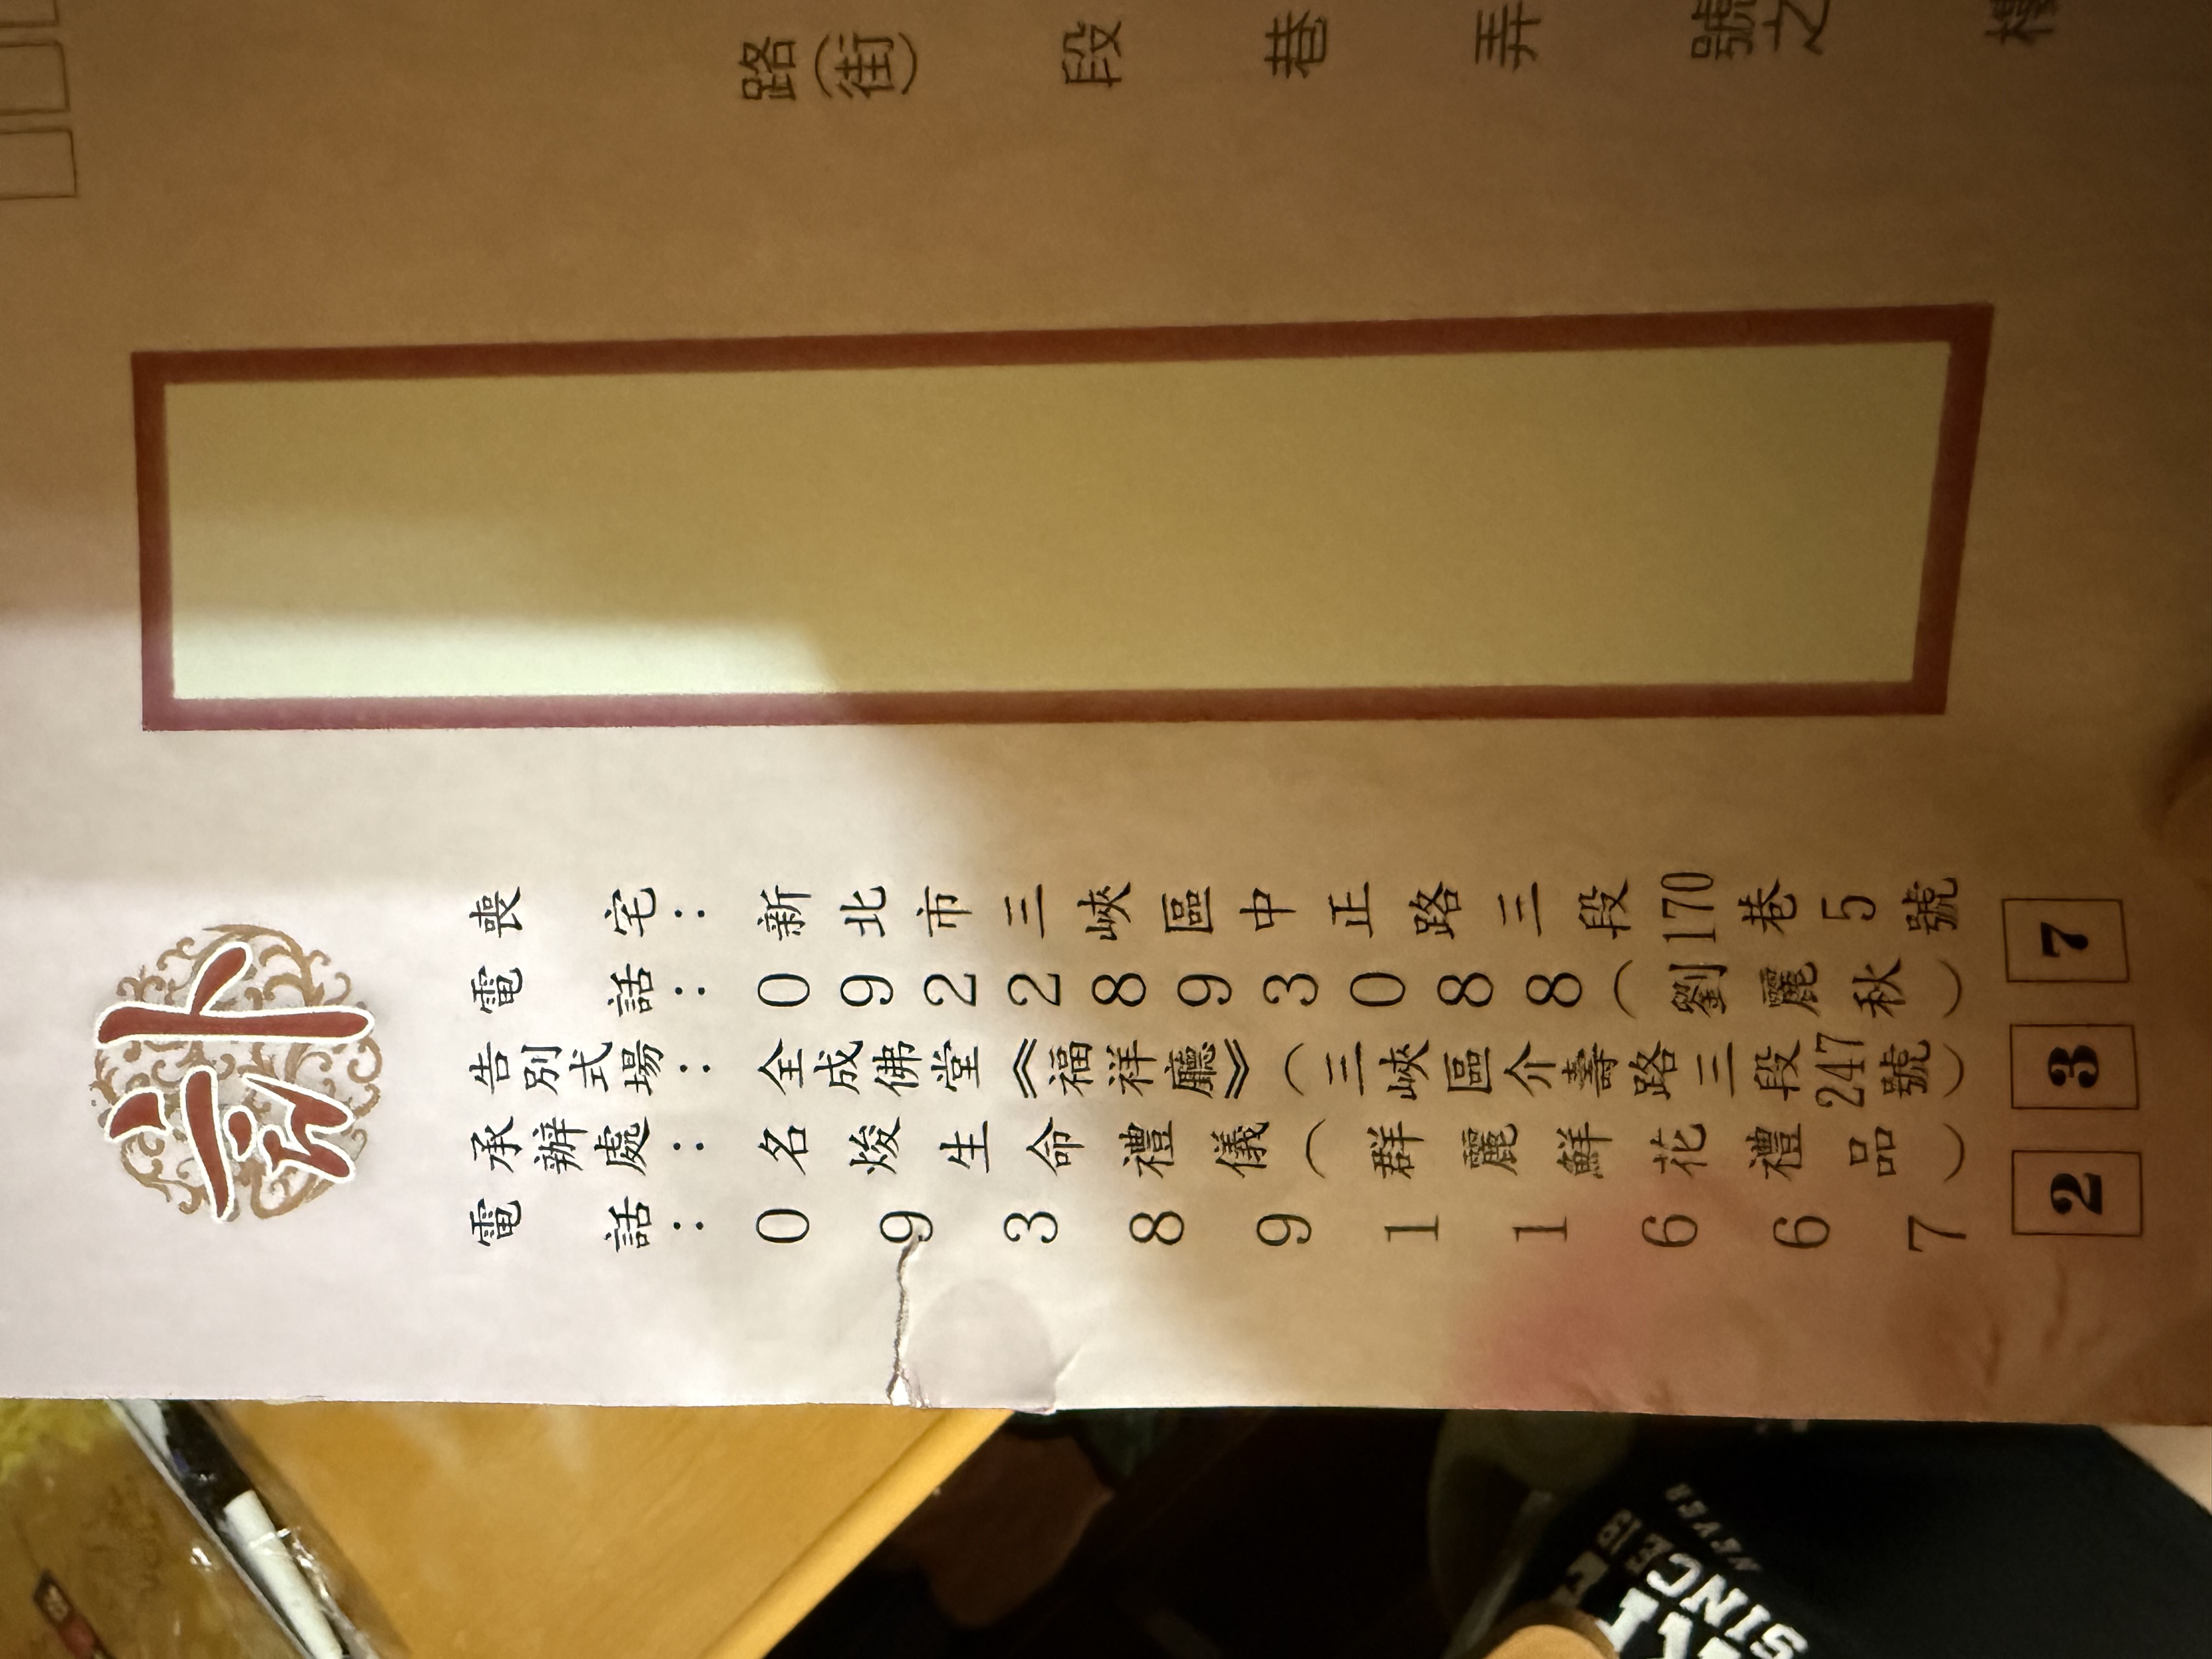 路(街)　段　巷　弄　號之
訃
喪宅：新北市三峽區中正路三段170巷5號
電話：0922893088（劉麗秋）
告別式場：全成佛堂《福祥廳》（三峽區介壽路三段247號）
承辦處：名焌生命禮儀（群麗鮮花禮品）
電話：0938911667
237
SINCE